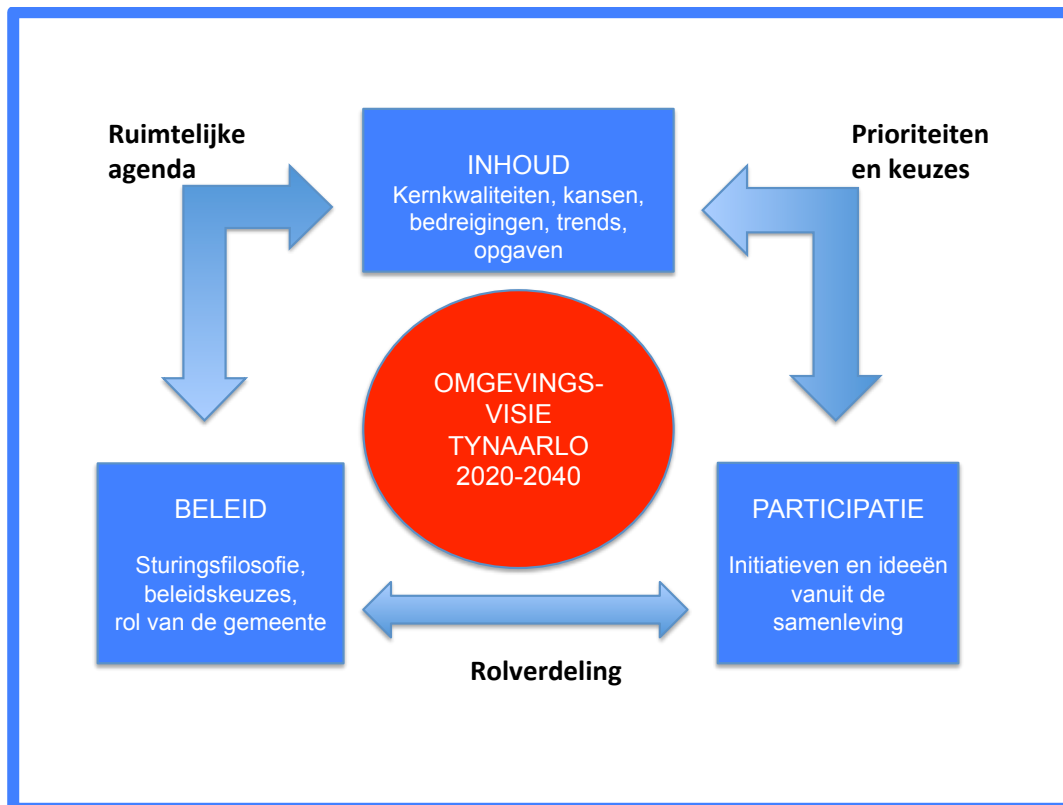 Ruimtelijke
agenda
INHOUD
Kernkwaliteiten, kansen,
bedreigingen, trends,
opgaven
Prioriteiten
en keuzes
OMGEVINGS-
VISIE
TYNAARLO
2020-2040
BELEID
Sturingsfilosofie,
beleidskeuzes,
rol van de gemeente
PARTICIPATIE
Initiatieven en ideeën
vanuit de
samenleving
Rolverdeling